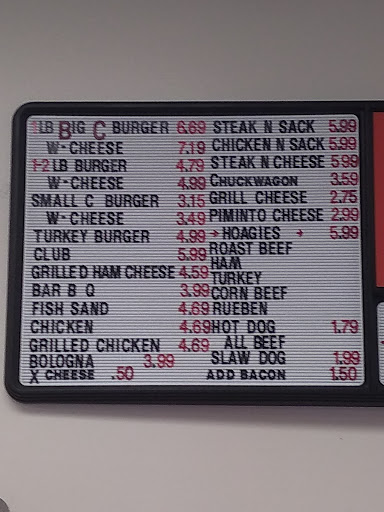 1LB BIG C BURGER 6.69
W-CHEESE 7.19
1-2 LB BURGER 4.79
W-CHEESE 4.99
SMALL C BURGER 3.15
W-CHEESE 3.49
TURKEY BURGER 4.99
CLUB 5.99
GRILLED HAM CHEESE 4.59
BAR B Q 3.99
FISH SAND 4.69
CHICKEN 4.69
GRILLED CHICKEN 4.69
BOLOGNA 3.99
X CHEESE .50
STEAK N SACK 5.99
CHICKEN N SACK 5.99
STEAK N CHEESE 5.99
CHUCKWAGON 3.59
GRILL CHEESE 2.75
PIMINTO CHEESE 2.99
HOAGIES 5.99
ROAST BEEF
HAM
TURKEY
CORN BEEF
RUEBEN
HOT DOG 1.79
ALL BEEF
SLAW DOG 1.99
ADD BACON 1.50